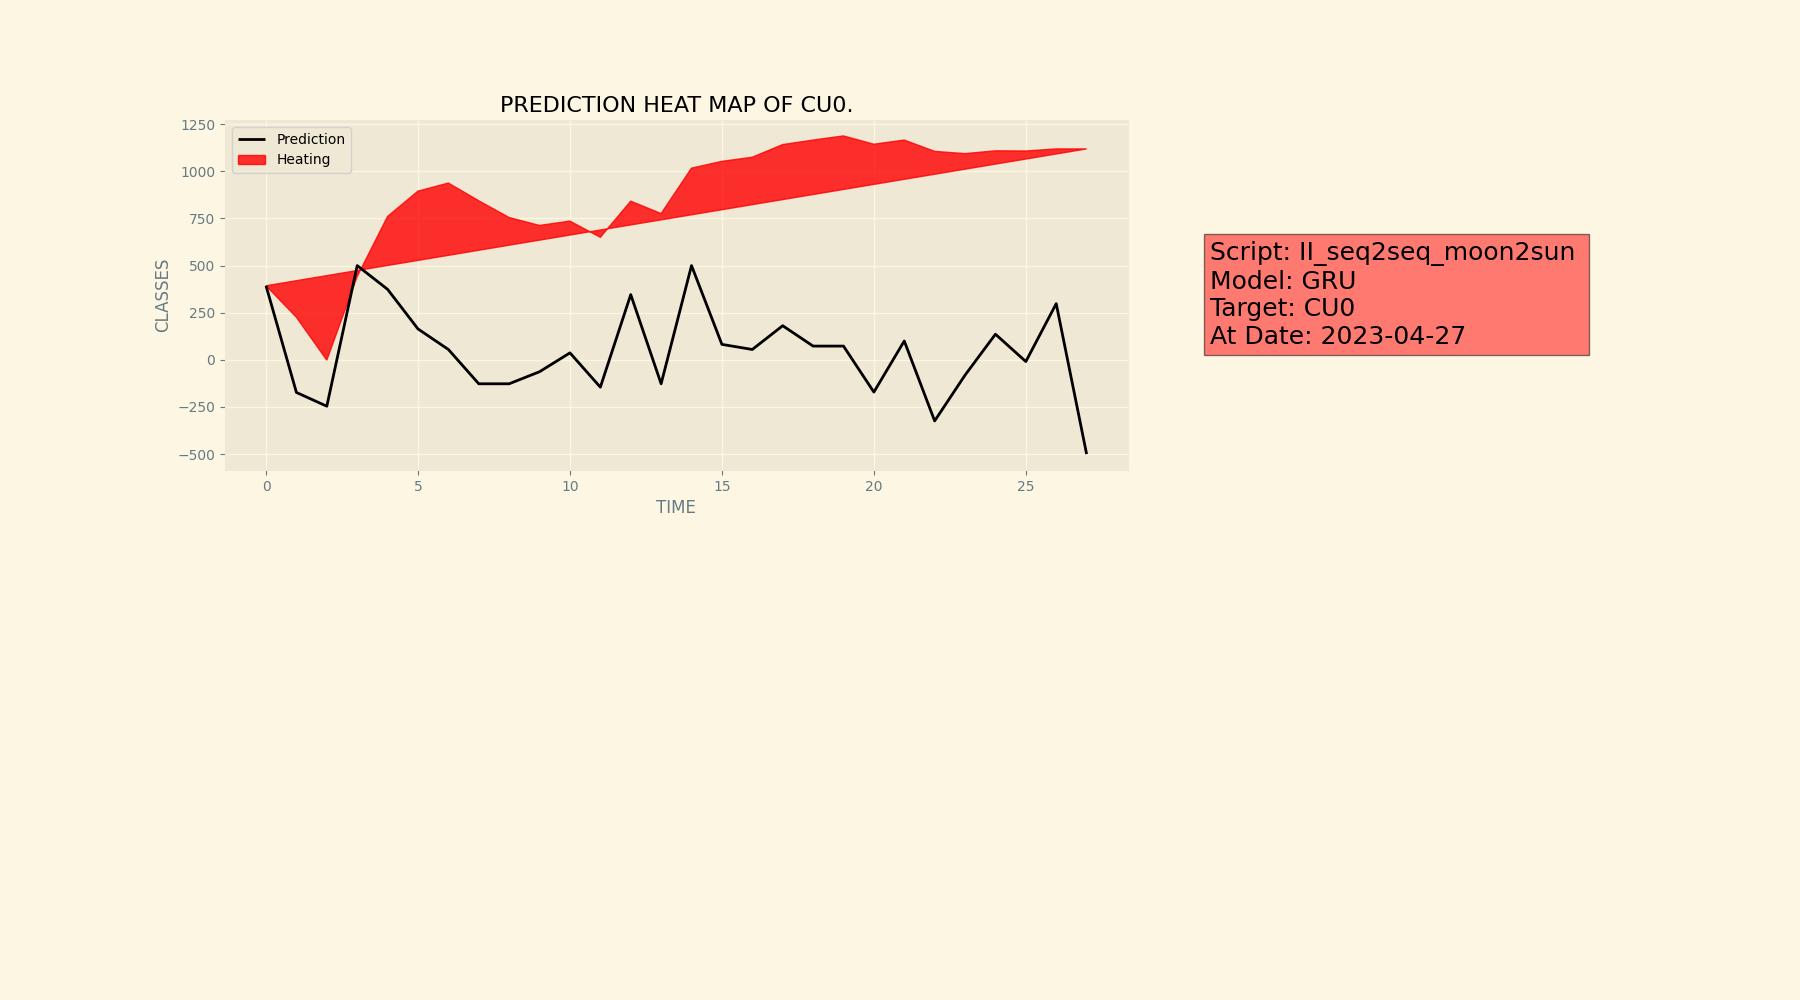 PREDICTION HEAT MAP OF CU0.
Prediction
Heating
1250
1000
750
500
250
0
−250
−500
CLASSES
0 5 10 15 20 25
TIME
Script: II_seq2seq_moon2sun
Model: GRU
Target: CU0
At Date: 2023-04-27